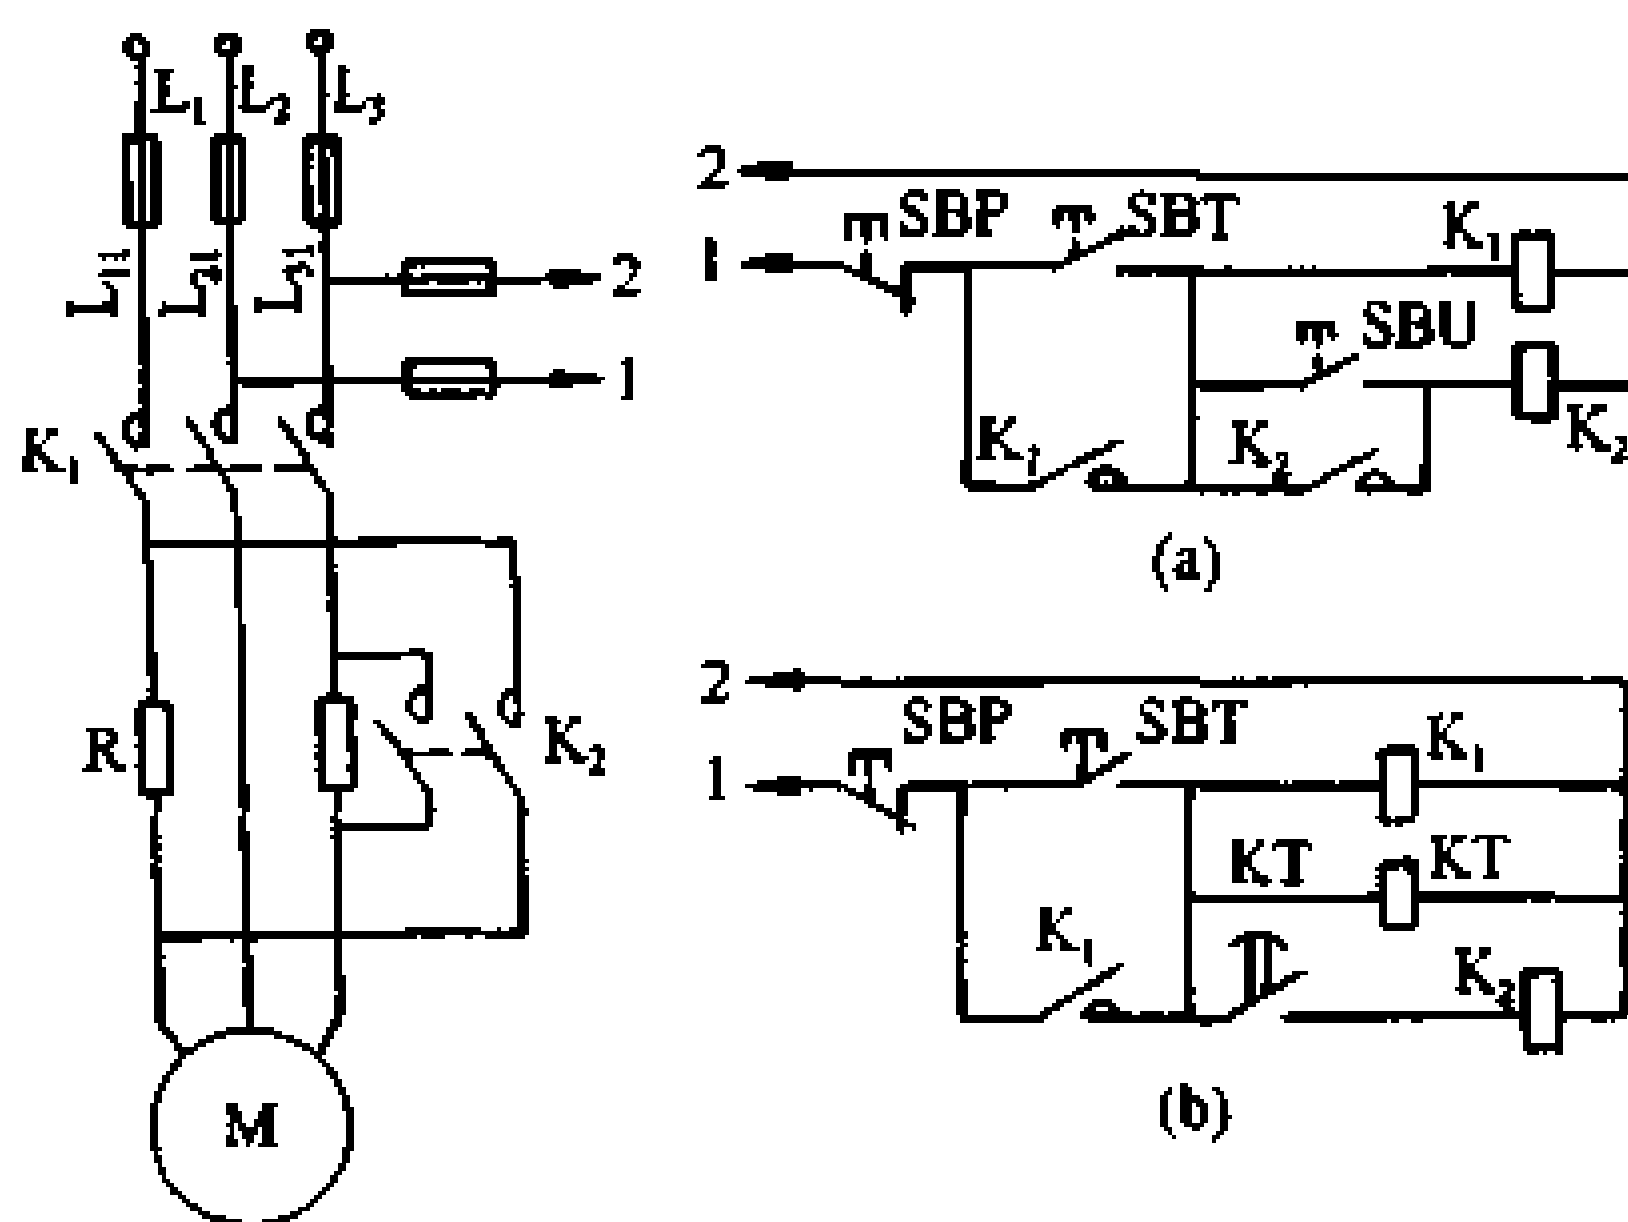 L₁ L₂ L₃
L₁₁ L₂₁ L₃₁
2
1
K₁
R
K₂
M
2
SBP SBT K₁
1
SBU
K₁ K₂ K₂
(a)
2
SBP SBT K₁
1
KT KT
K₁ K₂
(b)